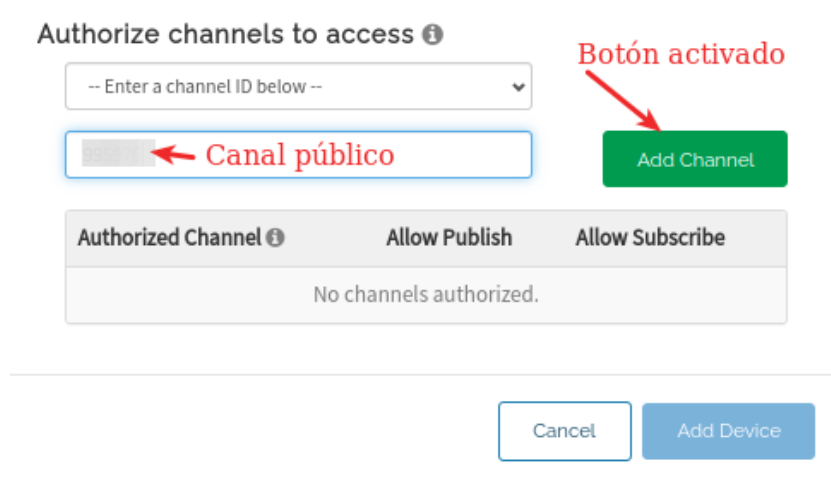 Authorize channels to access
Botón activado
-- Enter a channel ID below --
Canal público
Add Channel
Authorized Channel Allow Publish Allow Subscribe
No channels authorized.
Cancel Add Device